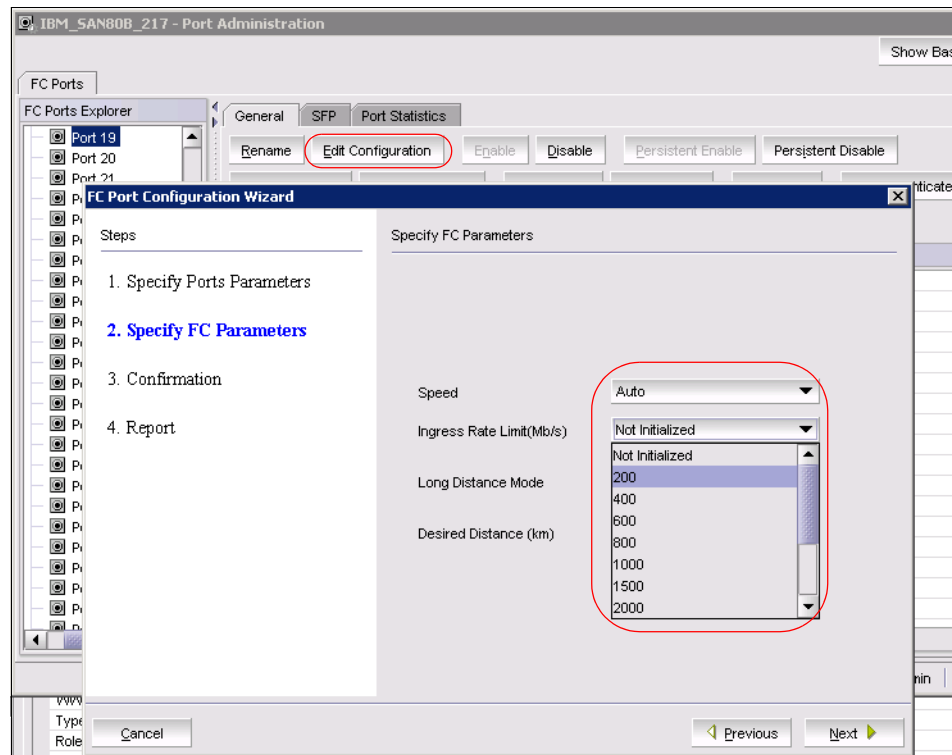 IBM_SAN80B_217 - Port Administration
Show Bas
FC Ports
FC Ports Explorer
General SFP Port Statistics
Port 19
Port 20
Port 21
Rename Edit Configuration Enable Disable Persistent Enable Persistent Disable
hticate
FC Port Configuration Wizard
Steps
1. Specify Ports Parameters
2. Specify FC Parameters
3. Confirmation
4. Report
Specify FC Parameters
Speed Auto
Ingress Rate Limit(Mb/s) Not Initialized
Not Initialized
200
400
600
800
1000
1500
2000
Long Distance Mode
Desired Distance (km)
min
Type
Role
Cancel Previous Next